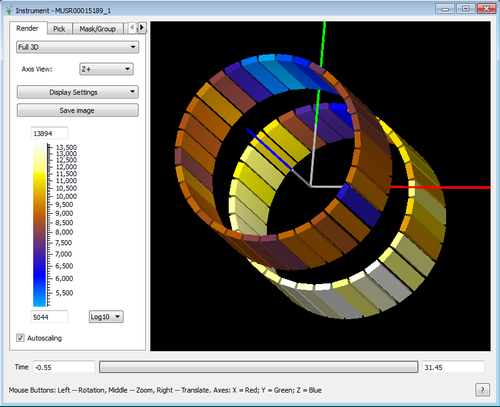 Instrument - MUSR00015189_1
Render Pick Mask/Group
Full 3D
Axis View: Z+
Display Settings
Save image
13894
13,500
13,000
12,500
12,000
11,500
11,000
10,500
10,000
9,500
9,000
8,500
8,000
7,500
7,000
6,500
6,000
5,500
5044 Log10
Autoscaling
Time -0.55 31.45
Mouse Buttons: Left -- Rotation, Middle -- Zoom, Right -- Translate. Axes: X = Red; Y = Green; Z = Blue ?